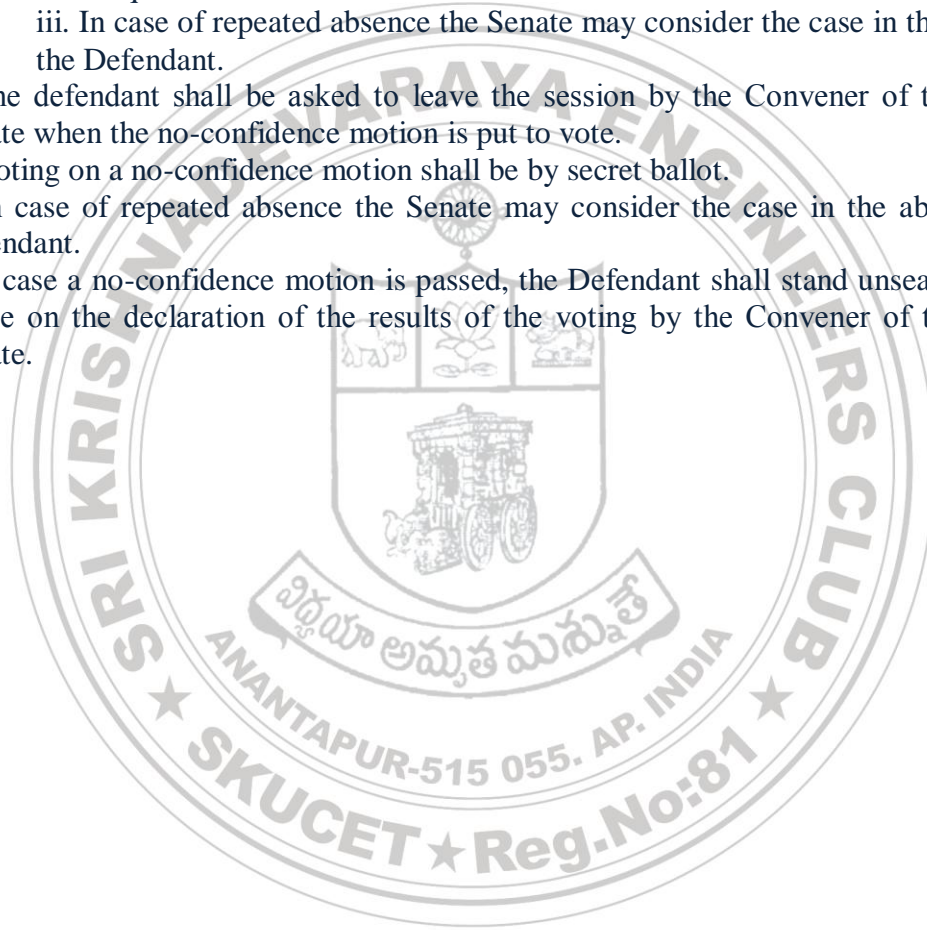 iii. In case of repeated absence the Senate may consider the case in th
the Defendant.
ne defendant shall be asked to leave the session by the Convener of t
ate when the no-confidence motion is put to vote.
oting on a no-confidence motion shall be by secret ballot.
n case of repeated absence the Senate may consider the case in the ab
endant.
case a no-confidence motion is passed, the Defendant shall stand unsea
e on the declaration of the results of the voting by the Convener of t
te.
SRI KRISHNADEVARAYA ENGINEERS CLUB
విద్యయా అమృత మశ్నుతే
ANANTAPUR-515 055. AP. INDIA
★ SKUCET ★ Reg.No:81 ★